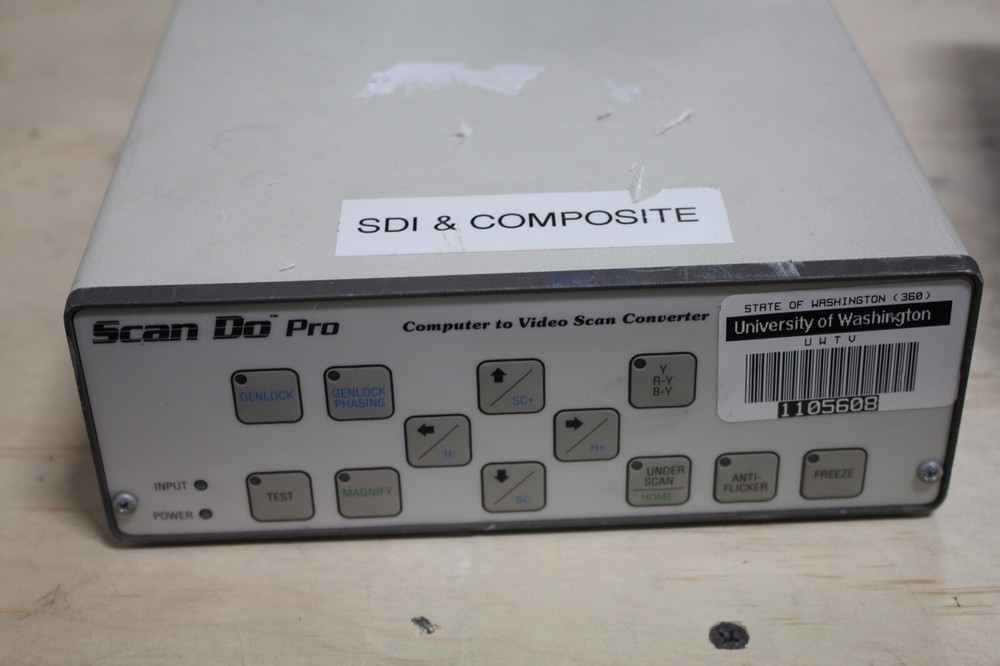 SDI & COMPOSITE
Scan Do™ Pro
Computer to Video Scan Converter
STATE OF WASHINGTON (360)
University of Washington
UWTV
1105608
GENLOCK
GENLOCK
PHASING
SC+
Y
R-Y
B-Y
H-
H+
INPUT
POWER
TEST
MAGNIFY
SC-
UNDER
SCAN
HOME
ANTI-
FLICKER
FREEZE